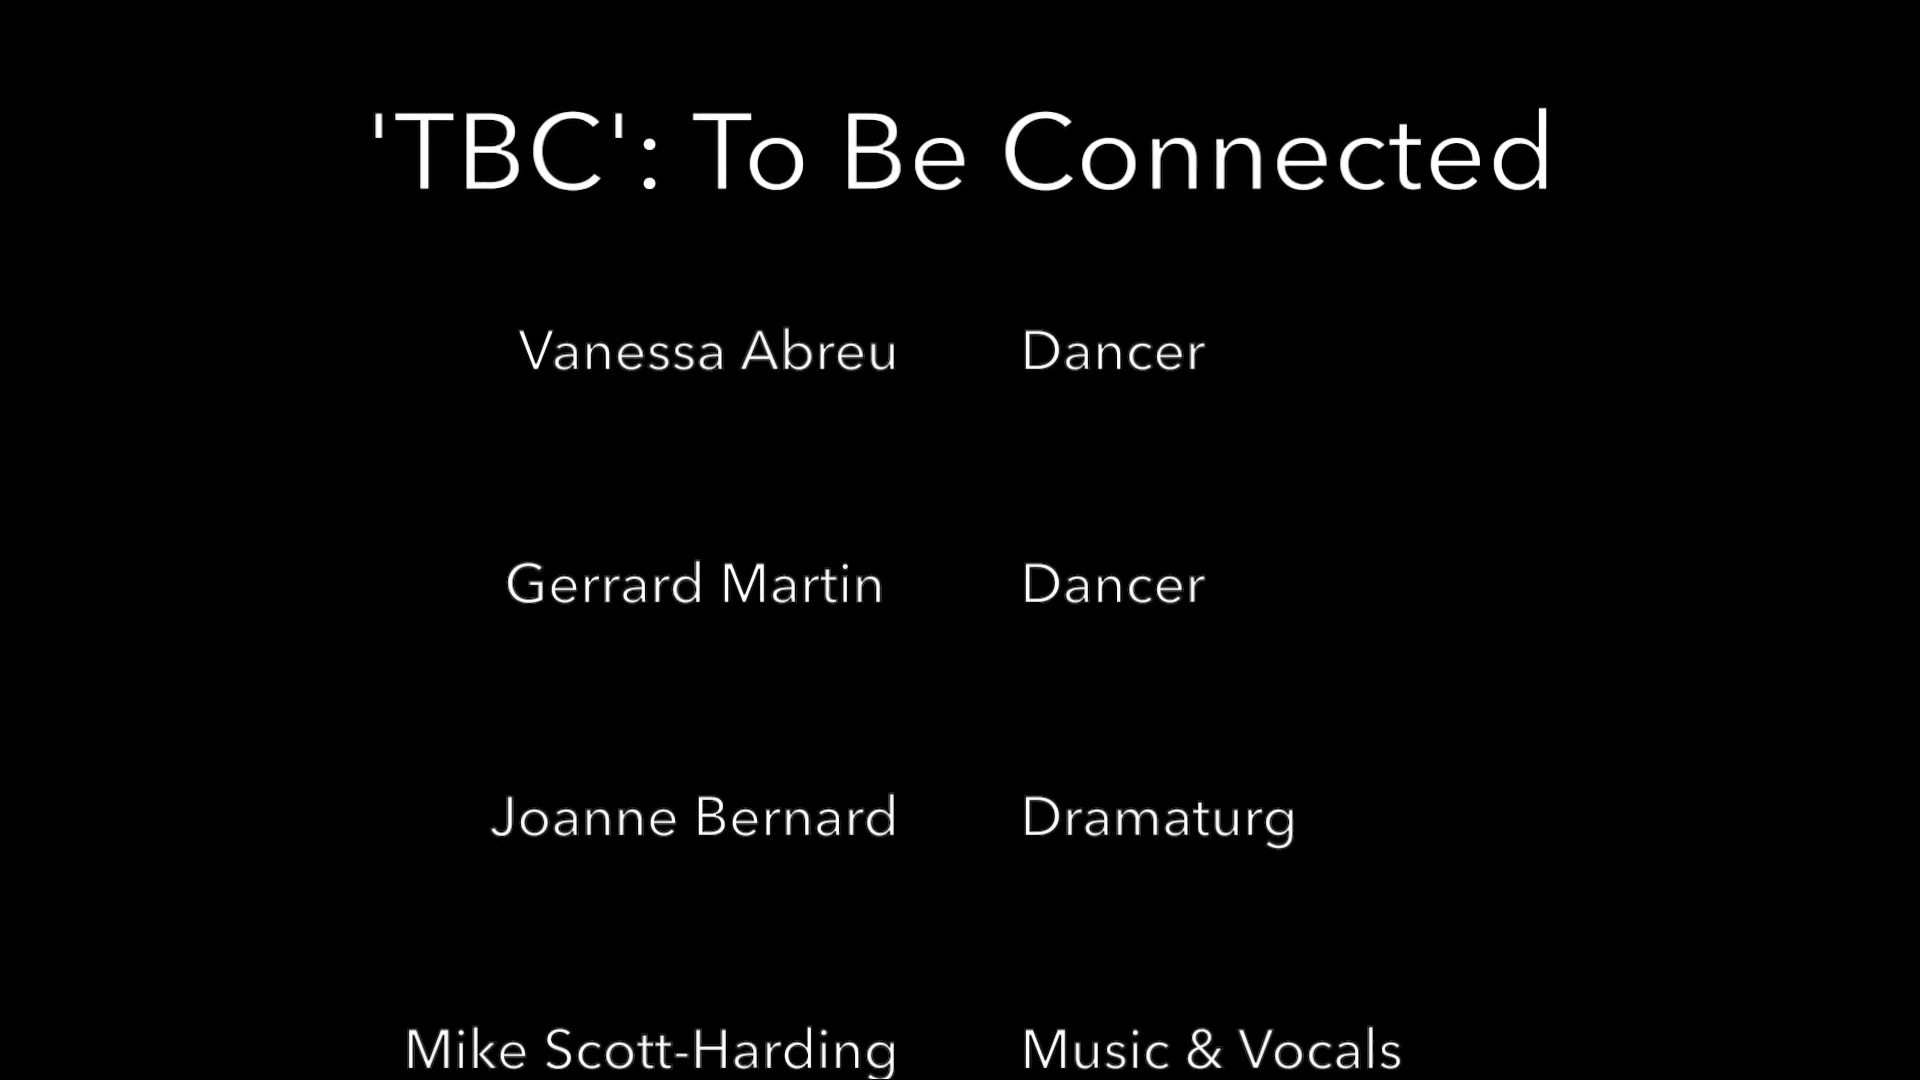 'TBC': To Be Connected
Vanessa Abreu Dancer
Gerrard Martin Dancer
Joanne Bernard Dramaturg
Mike Scott-Harding Music & Vocals